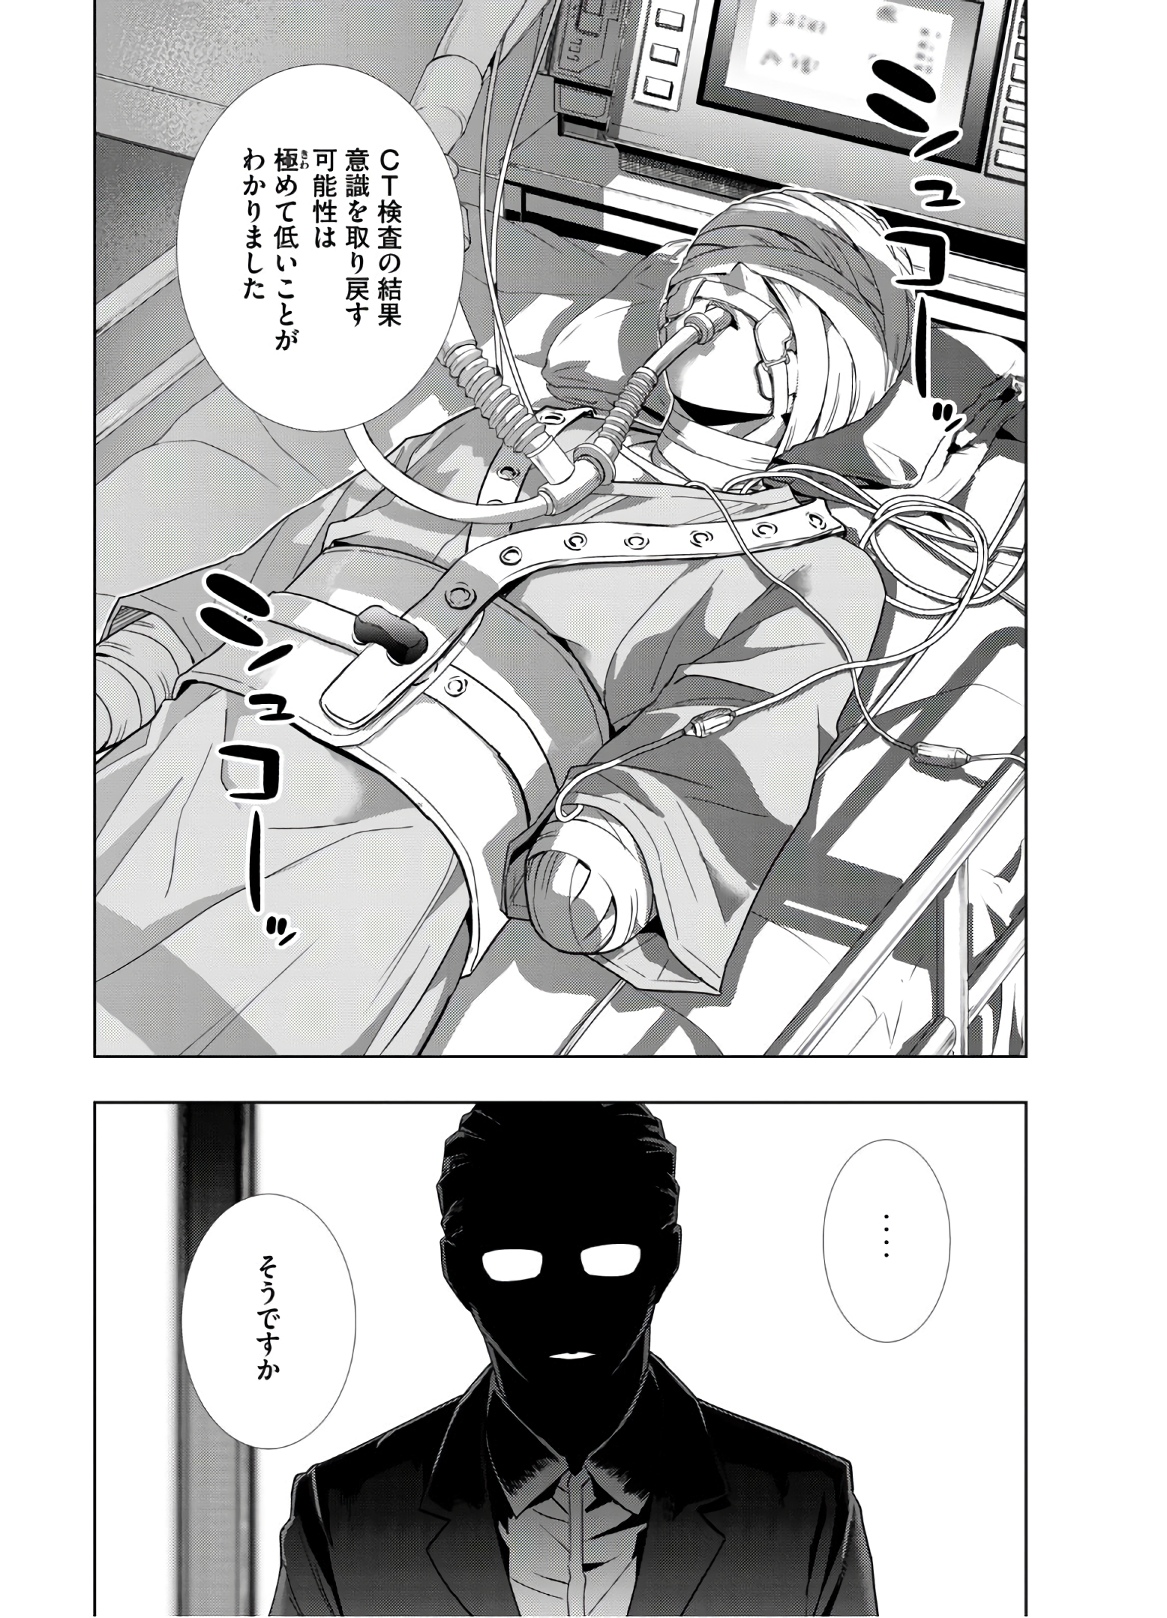 シュコーッ
CT検査の結果
意識を取り戻す
可能性は
極めて低いことが
きわ
わかりました
シュコーッ
‥‥
そうですか